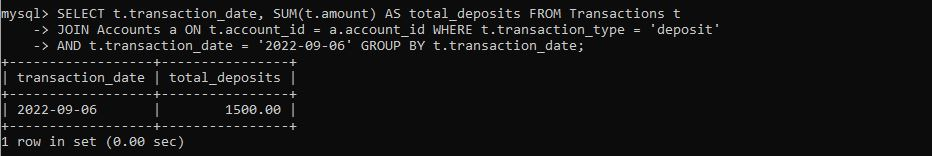 mysql> SELECT t.transaction_date, SUM(t.amount) AS total_deposits FROM Transactions t
    -> JOIN Accounts a ON t.account_id = a.account_id WHERE t.transaction_type = 'deposit'
    -> AND t.transaction_date = '2022-09-06' GROUP BY t.transaction_date;
+------------------+----------------+
| transaction_date | total_deposits |
+------------------+----------------+
| 2022-09-06       |        1500.00 |
+------------------+----------------+
1 row in set (0.00 sec)